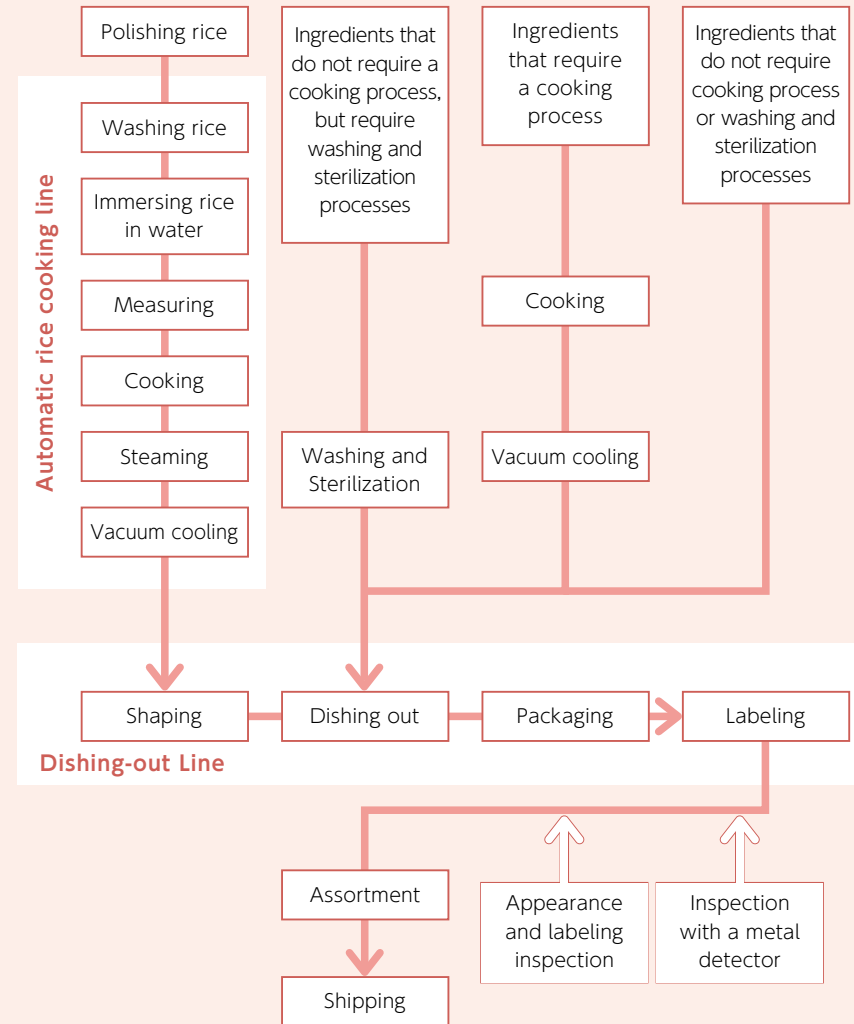 Polishing rice
Automatic rice cooking line
Washing rice
Immersing rice
in water
Measuring
Cooking
Steaming
Vacuum cooling
Ingredients that
do not require a
cooking process,
but require
washing and
sterilization
processes
Washing and
Sterilization
Ingredients
that require
a cooking
process
Cooking
Vacuum cooling
Ingredients that
do not require
cooking process
or washing and
sterilization
processes
Shaping
Dishing out
Packaging
Labeling
Dishing-out Line
Assortment
Appearance
and labeling
inspection
Inspection
with a metal
detector
Shipping